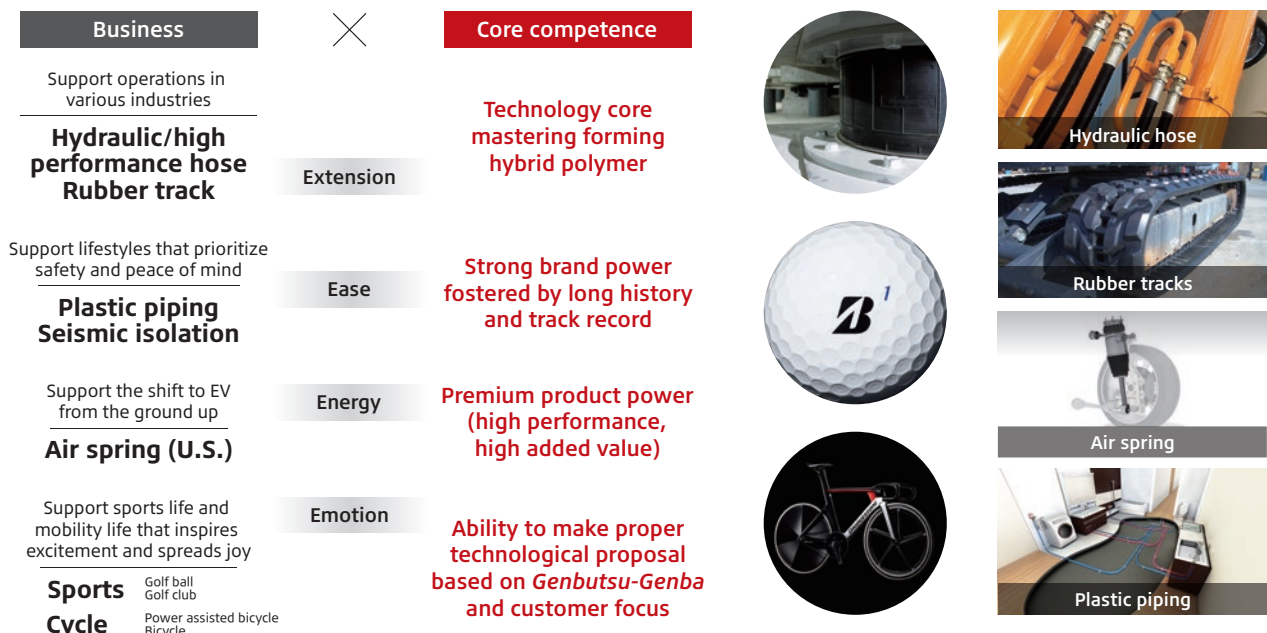 Business
Support operations in
various industries
Hydraulic/high
performance hose
Rubber track
Support lifestyles that prioritize
safety and peace of mind
Plastic piping
Seismic isolation
Support the shift to EV
from the ground up
Air spring (U.S.)
Support sports life and
mobility life that inspires
excitement and spreads joy
Sports
Golf ball
Golf club
Cycle
Power assisted bicycle
Bicycle
Extension
Ease
Energy
Emotion
Core competence
Technology core
mastering forming
hybrid polymer
Strong brand power
fostered by long history
and track record
Premium product power
(high performance,
high added value)
Ability to make proper
technological proposal
based on Genbutsu-Genba
and customer focus
B
1
Hydraulic hose
Rubber tracks
Air spring
Plastic piping